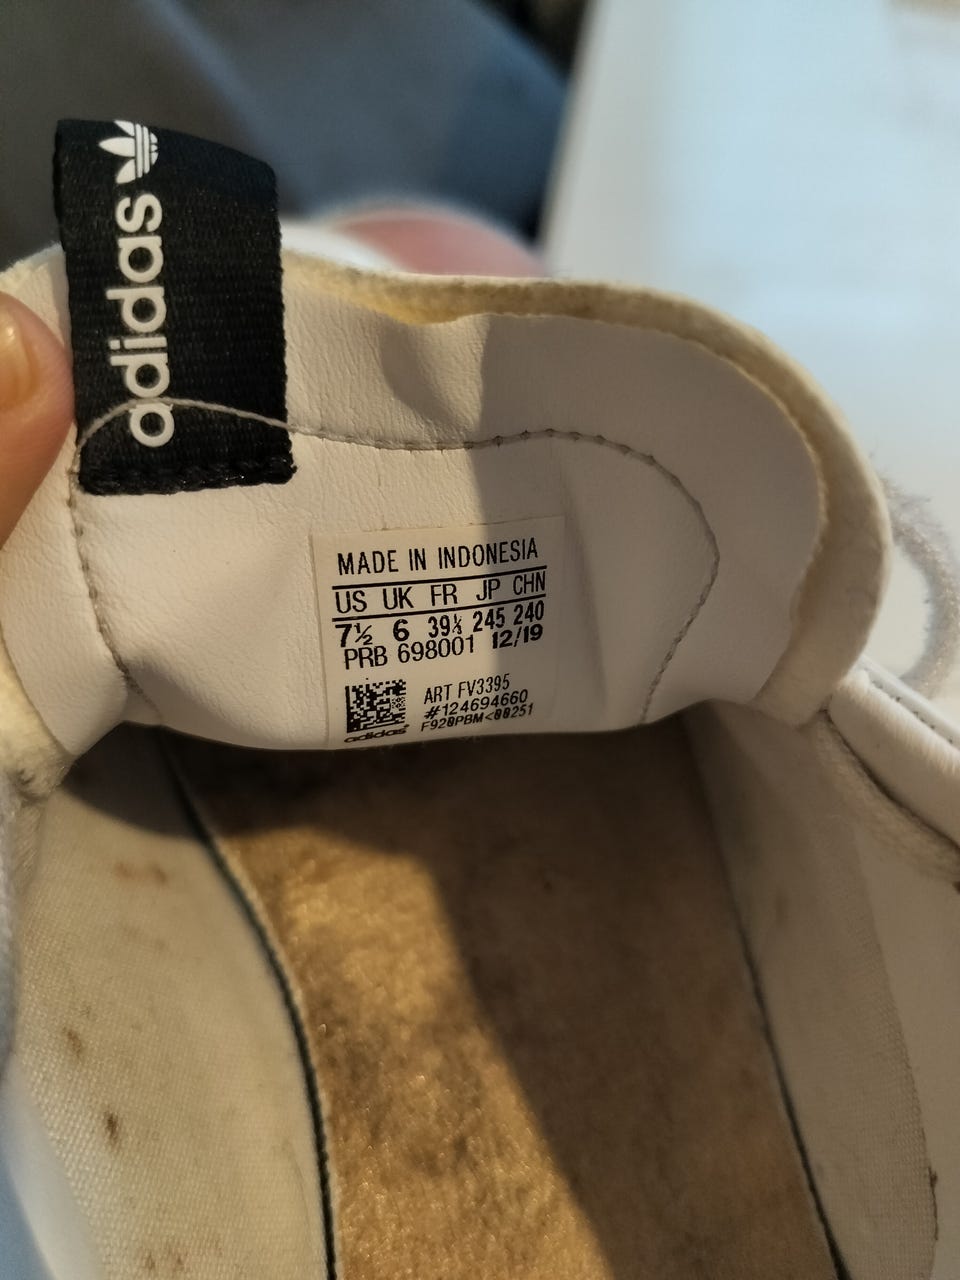 adidas
MADE IN INDONESIA
US UK FR JP CHN
7½ 6 39⅓ 245 240
PRB 698001 12/19
ART FV3395
#124694660
F920PBM<00251
adidas